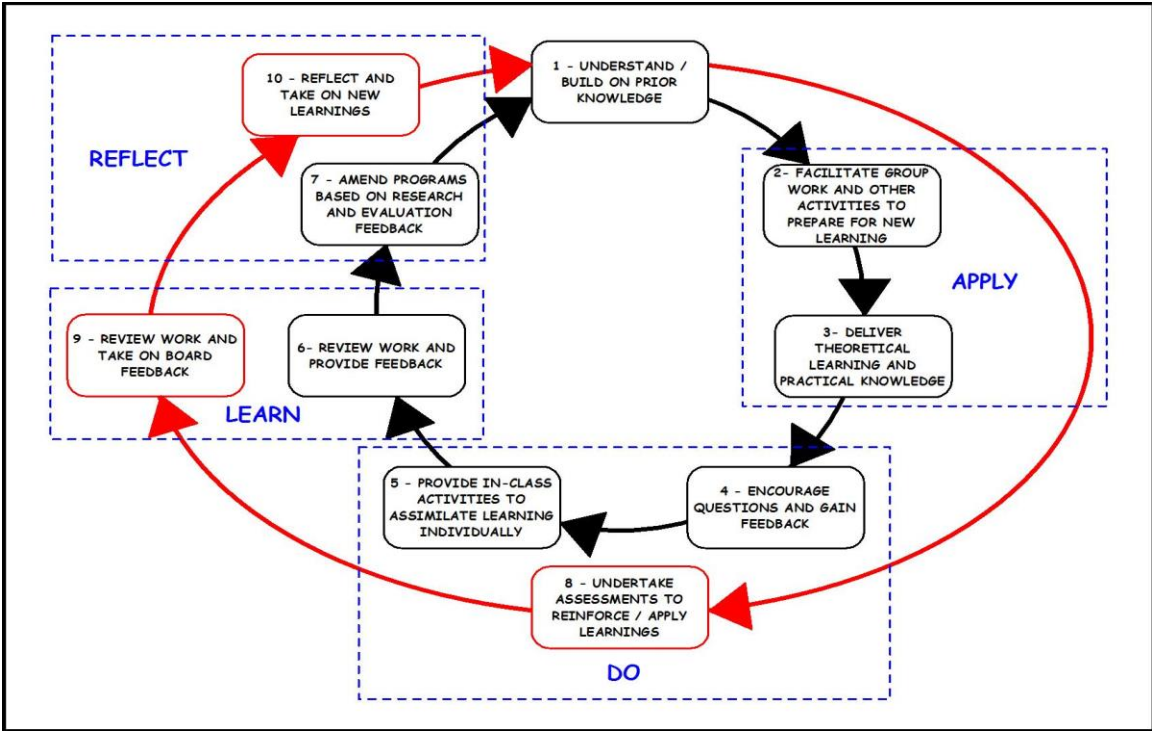 1 - UNDERSTAND /
BUILD ON PRIOR
KNOWLEDGE
10 - REFLECT AND
TAKE ON NEW
LEARNINGS
REFLECT
7 - AMEND PROGRAMS
BASED ON RESEARCH
AND EVALUATION
FEEDBACK
2- FACILITATE GROUP
WORK AND OTHER
ACTIVITIES TO
PREPARE FOR NEW
LEARNING
APPLY
3- DELIVER
THEORETICAL
LEARNING AND
PRACTICAL KNOWLEDGE
9 - REVIEW WORK AND
TAKE ON BOARD
FEEDBACK
6- REVIEW WORK AND
PROVIDE FEEDBACK
LEARN
5 - PROVIDE IN-CLASS
ACTIVITIES TO
ASSIMILATE LEARNING
INDIVIDUALLY
4 - ENCOURAGE
QUESTIONS AND GAIN
FEEDBACK
8 - UNDERTAKE
ASSESSMENTS TO
REINFORCE / APPLY
LEARNINGS
DO